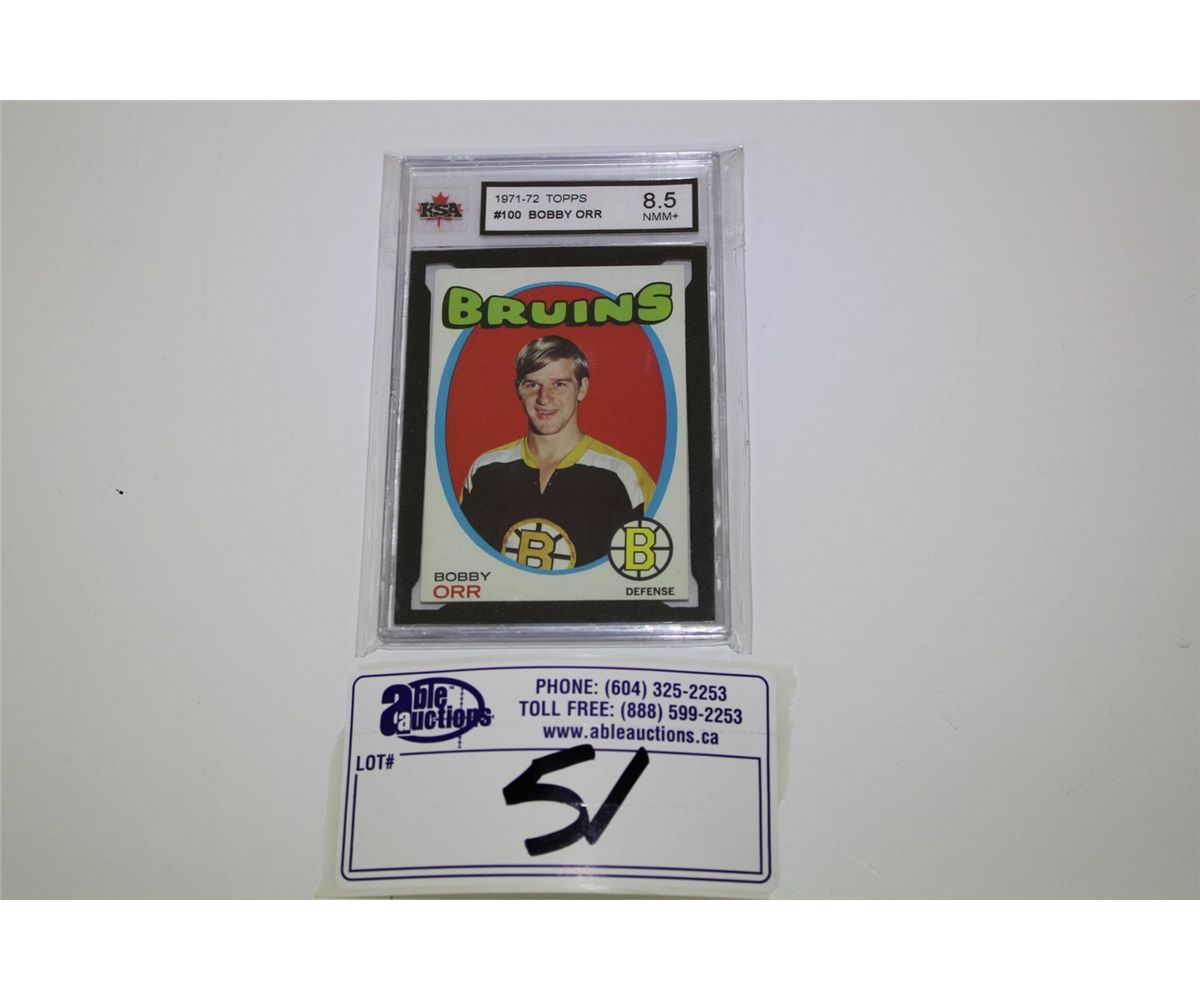 KSA
1971-72 TOPPS
#100 BOBBY ORR
8.5
NMM+
BRUINS
B
B
BOBBY
ORR
DEFENSE
able™
auctions
PHONE: (604) 325-2253
TOLL FREE: (888) 599-2253
www.ableauctions.ca
LOT#
51